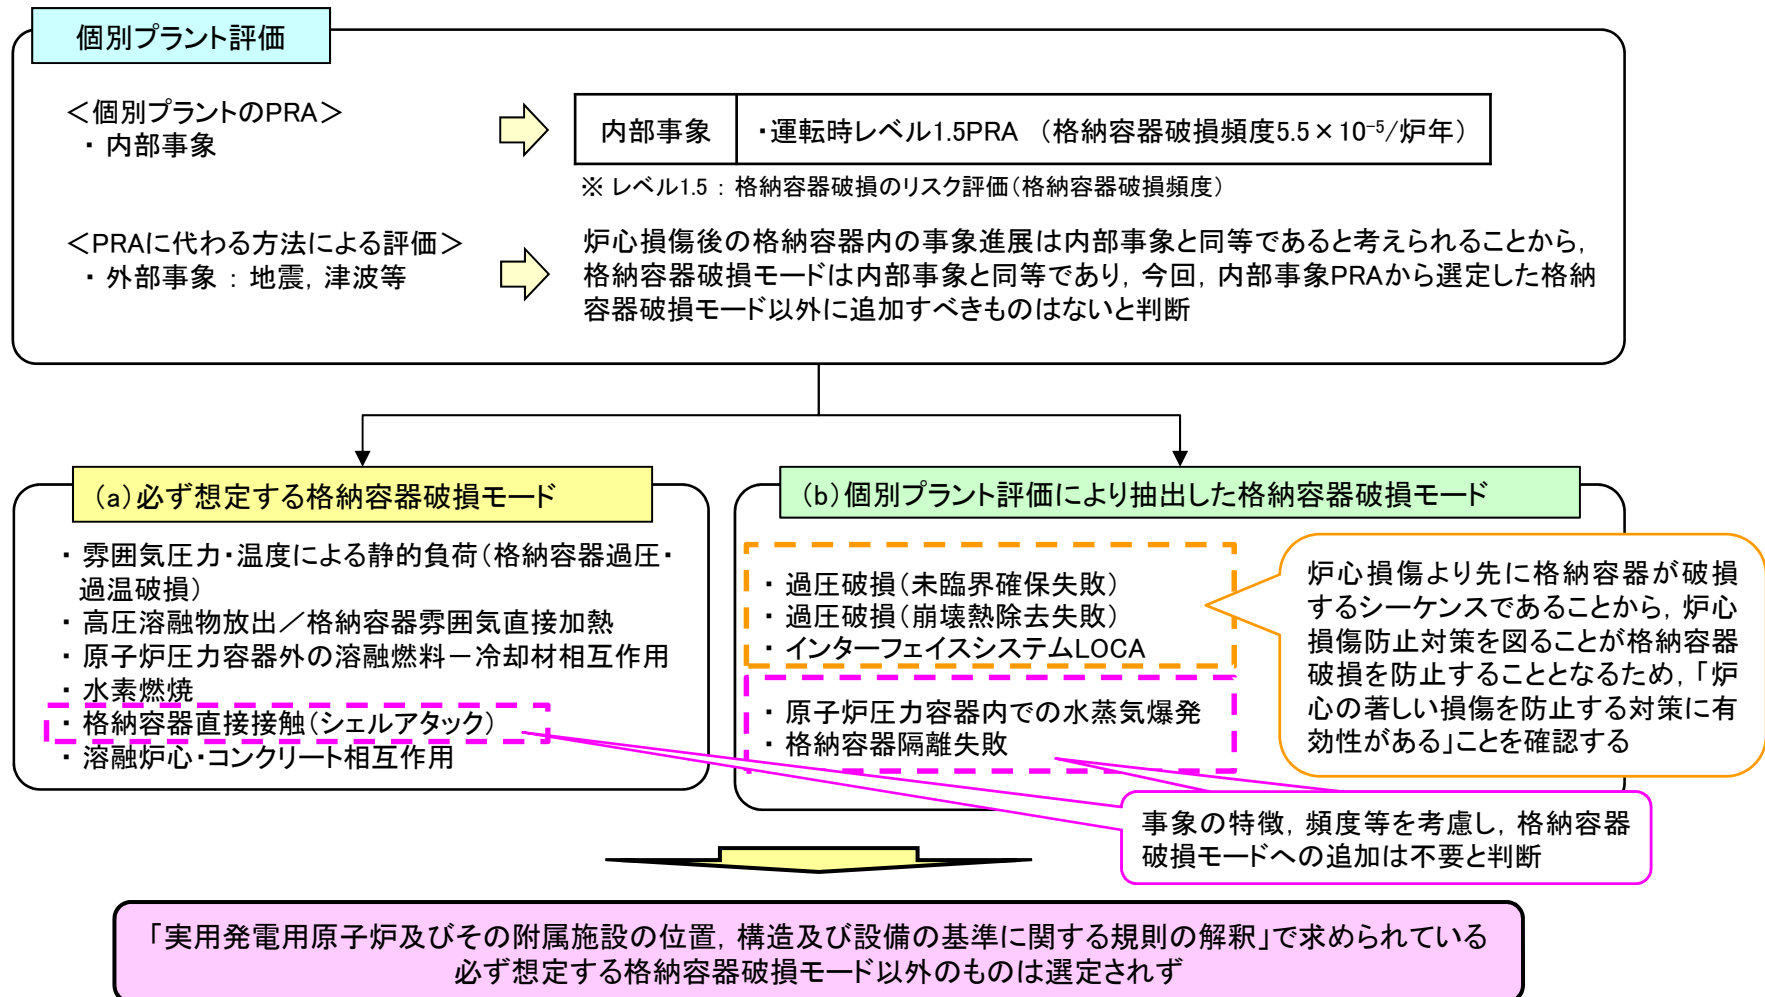 個別プラント評価
＜個別プラントのPRA＞
・ 内部事象
内部事象
・運転時レベル1.5PRA （格納容器破損頻度5.5×10⁻⁵/炉年）
※ レベル1.5 ： 格納容器破損のリスク評価（格納容器破損頻度）
＜PRAに代わる方法による評価＞
・ 外部事象 ： 地震，津波等
炉心損傷後の格納容器内の事象進展は内部事象と同等であると考えられることから，
格納容器破損モードは内部事象と同等であり，今回，内部事象PRAから選定した格納
容器破損モード以外に追加すべきものはないと判断
（a）必ず想定する格納容器破損モード
・ 雰囲気圧力・温度による静的負荷（格納容器過圧・
過温破損）
・ 高圧溶融物放出／格納容器雰囲気直接加熱
・ 原子炉圧力容器外の溶融燃料－冷却材相互作用
・ 水素燃焼
・ 格納容器直接接触（シェルアタック）
・ 溶融炉心・コンクリート相互作用
（b）個別プラント評価により抽出した格納容器破損モード
・ 過圧破損（未臨界確保失敗）
・ 過圧破損（崩壊熱除去失敗）
・ インターフェイスシステムLOCA
・ 原子炉圧力容器内での水蒸気爆発
・ 格納容器隔離失敗
炉心損傷より先に格納容器が破損
するシーケンスであることから，炉心
損傷防止対策を図ることが格納容器
破損を防止することとなるため，「炉
心の著しい損傷を防止する対策に有
効性がある」ことを確認する
事象の特徴，頻度等を考慮し，格納容器
破損モードへの追加は不要と判断
「実用発電用原子炉及びその附属施設の位置，構造及び設備の基準に関する規則の解釈」で求められている
必ず想定する格納容器破損モード以外のものは選定されず